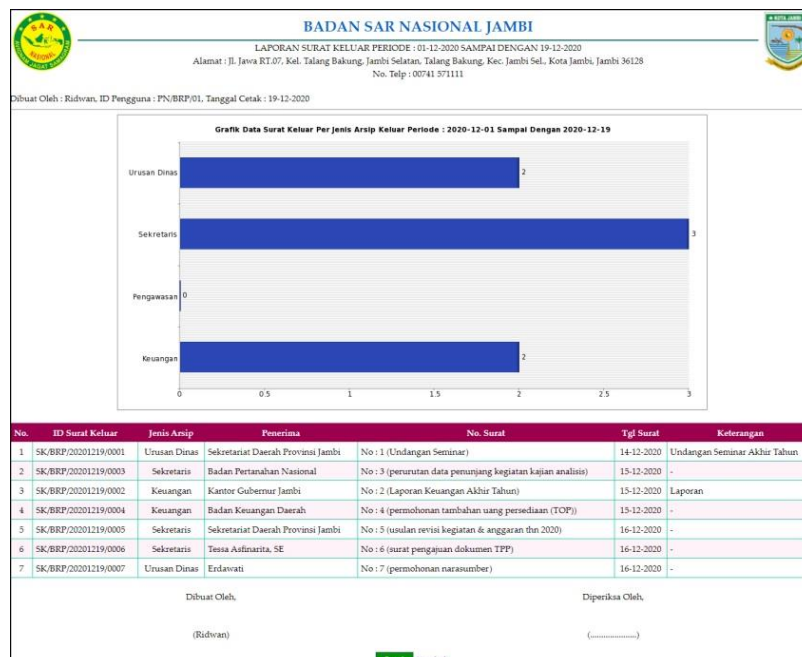 BADAN SAR NASIONAL JAMBI
LAPORAN SURAT KELUAR PERIODE : 01-12-2020 SAMPAI DENGAN 19-12-2020
Alamat : Jl. Jawa RT.07, Kel. Talang Bakung, Jambi Selatan, Talang Bakung, Kec. Jambi Sel., Kota Jambi, Jambi 36128
No. Telp : 00741 571111
SAR
NASIONAL
Dibuat Oleh : Ridwan, ID Pengguna : PN/BRP/01, Tanggal Cetak : 19-12-2020
Grafik Data Surat Keluar Per Jenis Arsip Keluar Periode : 2020-12-01 Sampai Dengan 2020-12-19
Urusan Dinas 2
Sekretaris 3
Pengawasan 0
Keuangan 2
0 0.5 1 1.5 2 2.5 3
No. ID Surat Keluar Jenis Arsip Penerima No. Surat Tgl Surat Keterangan
1 SK/BRP/20201219/0001 Urusan Dinas Sekretariat Daerah Provinsi Jambi No : 1 (Undangan Seminar) 14-12-2020 Undangan Seminar Akhir Tahun
2 SK/BRP/20201219/0003 Sekretaris Badan Pertanahan Nasional No : 3 (perurutan data penunjang kegiatan kajian analisis) 15-12-2020 -
3 SK/BRP/20201219/0002 Keuangan Kantor Gubernur Jambi No : 2 (Laporan Keuangan Akhir Tahun) 15-12-2020 Laporan
4 SK/BRP/20201219/0004 Keuangan Badan Keuangan Daerah No : 4 (permohonan tambahan uang persediaan (TOP)) 15-12-2020 -
5 SK/BRP/20201219/0005 Sekretaris Sekretariat Daerah Provinsi Jambi No : 5 (usulan revisi kegiatan & anggaran thn 2020) 16-12-2020 -
6 SK/BRP/20201219/0006 Sekretaris Tessa Asfinarita, SE No : 6 (surat pengajuan dokumen TPP) 16-12-2020 -
7 SK/BRP/20201219/0007 Urusan Dinas Erdawati No : 7 (permohonan narasumber) 16-12-2020 -
Dibuat Oleh, Diperiksa Oleh,
(Ridwan) (.....................)